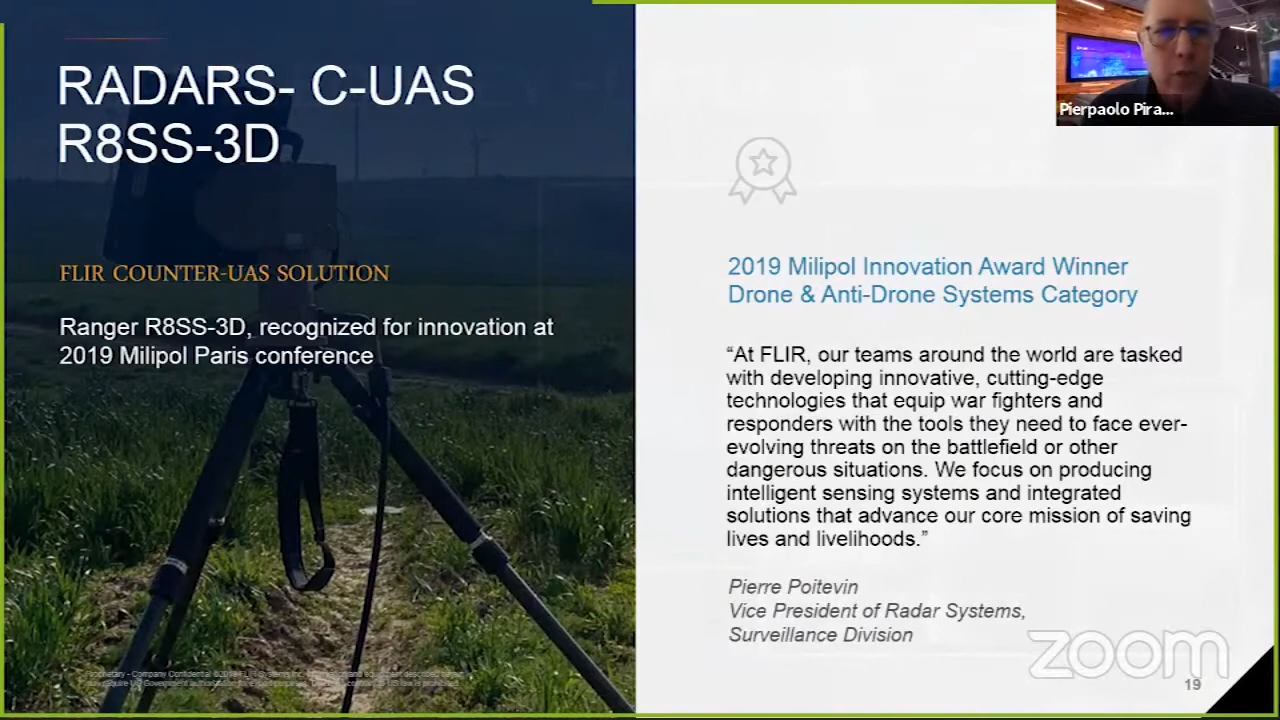 RADARS- C-UAS
R8SS-3D
FLIR COUNTER-UAS SOLUTION
Ranger R8SS-3D, recognized for innovation at
2019 Milipol Paris conference
Pierpaolo Pira...
2019 Milipol Innovation Award Winner
Drone & Anti-Drone Systems Category
“At FLIR, our teams around the world are tasked
with developing innovative, cutting-edge
technologies that equip war fighters and
responders with the tools they need to face ever-
evolving threats on the battlefield or other
dangerous situations. We focus on producing
intelligent sensing systems and integrated
solutions that advance our core mission of saving
lives and livelihoods.”
Pierre Poitevin
Vice President of Radar Systems,
Surveillance Division
zoom
19